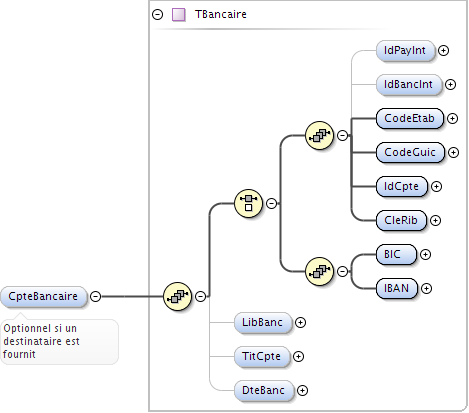 TBancaire
IdPayInt
IdBancInt
CodeEtab
CodeGuic
IdCpte
CleRib
BIC
IBAN
CpteBancaire
Optionnel si un
destinataire est
fournit
LibBanc
TitCpte
DteBanc